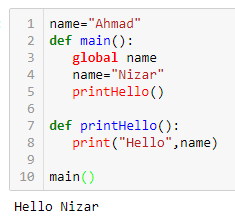 1 name="Ahmad"
2 def main():
3    global name
4    name="Nizar"
5    printHello()
6
7 def printHello():
8    print("Hello",name)
9
10 main()
Hello Nizar